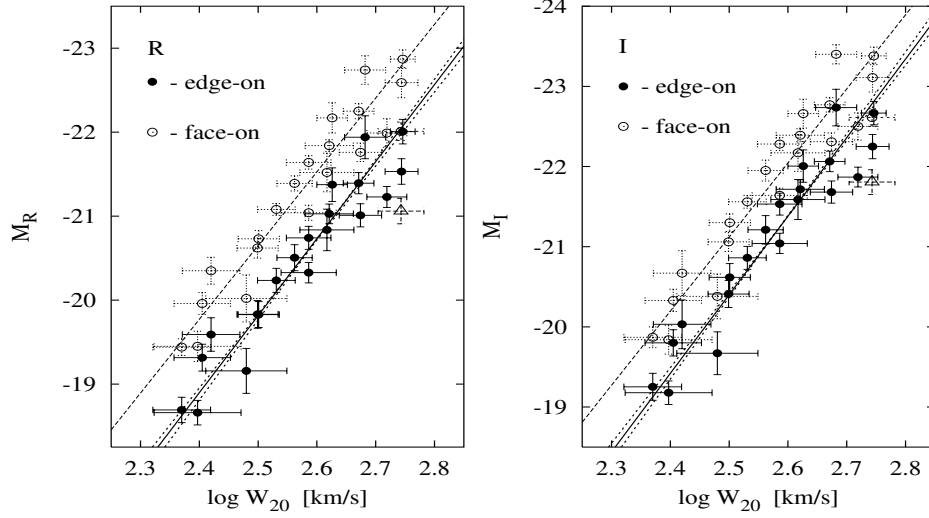 R
- edge-on
- face-on
M_R
-23
-22
-21
-20
-19
2.3 2.4 2.5 2.6 2.7 2.8
log W_20 [km/s]
I
- edge-on
- face-on
M_I
-24
-23
-22
-21
-20
-19
2.3 2.4 2.5 2.6 2.7 2.8
log W_20 [km/s]